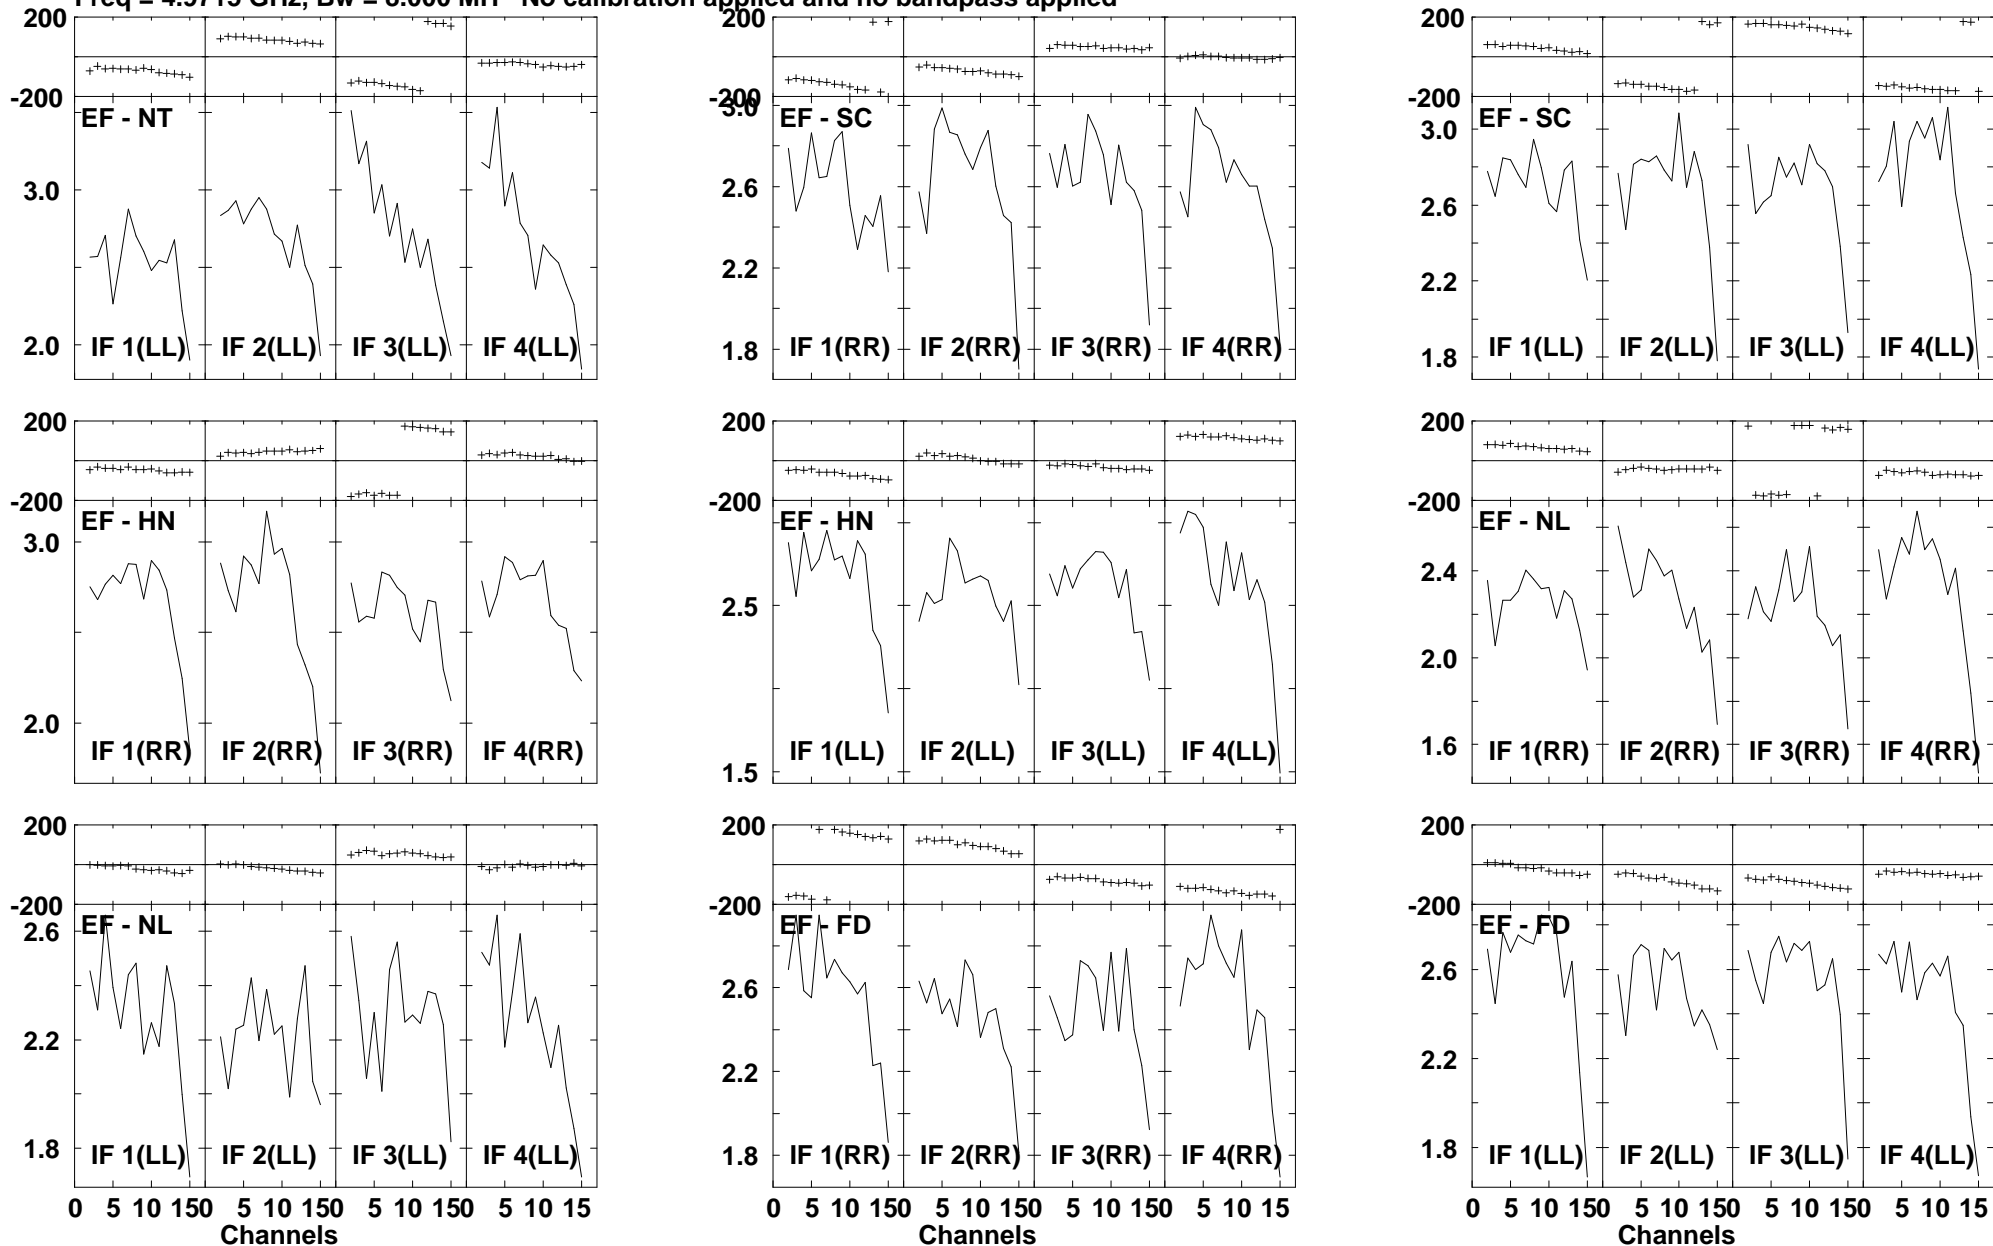 Freq = 4.9715 GHz, Bw = 8.000 MH No calibration applied and no bandpass applied
200 200 200
-200 -200 -200
EF - NT EF - SC EF - SC
3.0 3.0 3.0
2.6 2.6
2.2 2.2
2.0 1.8 1.8
IF 1(LL) IF 2(LL) IF 3(LL) IF 4(LL) IF 1(RR) IF 2(RR) IF 3(RR) IF 4(RR) IF 1(LL) IF 2(LL) IF 3(LL) IF 4(LL)
200 200 200
-200 -200 -200
EF - HN EF - HN EF - NL
3.0 2.5 2.4
2.0
2.0 1.5 1.6
IF 1(RR) IF 2(RR) IF 3(RR) IF 4(RR) IF 1(LL) IF 2(LL) IF 3(LL) IF 4(LL) IF 1(RR) IF 2(RR) IF 3(RR) IF 4(RR)
200 200 200
-200 -200 -200
EF - NL EF - FD EF - FD
2.6 2.6 2.6
2.2 2.2 2.2
1.8 1.8 1.8
IF 1(LL) IF 2(LL) IF 3(LL) IF 4(LL) IF 1(RR) IF 2(RR) IF 3(RR) IF 4(RR) IF 1(LL) IF 2(LL) IF 3(LL) IF 4(LL)
0 5 10 150 5 10 150 5 10 150 5 10 15 0 5 10 150 5 10 150 5 10 150 5 10 15 0 5 10 150 5 10 150 5 10 150 5 10 15
Channels Channels Channels